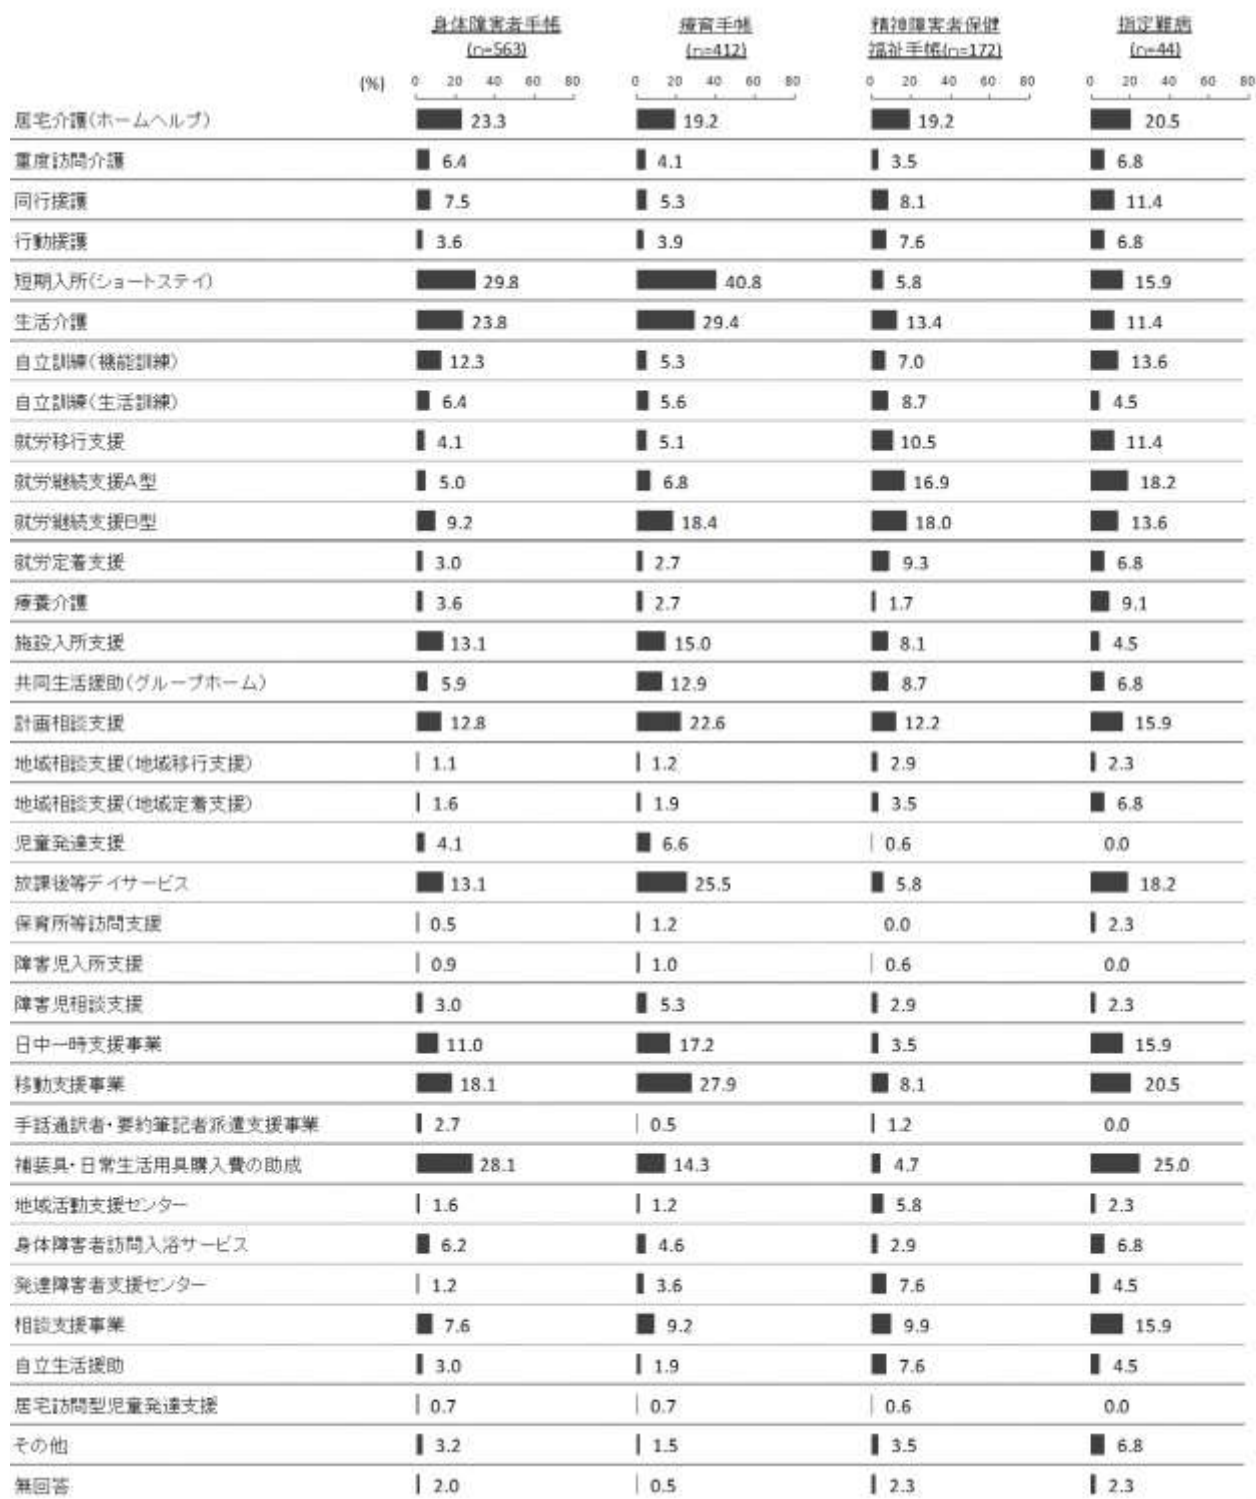 身体障害者手帳 療育手帳 精神障害者保健 指定難病
(n=563) (n=412) 福祉手帳(n=172) (n=44)
(%) 0 20 40 60 80 0 20 40 60 80 0 20 40 60 80 0 20 40 60 80
居宅介護(ホームヘルプ) 23.3 19.2 19.2 20.5
重度訪問介護 6.4 4.1 3.5 6.8
同行援護 7.5 5.3 8.1 11.4
行動援護 3.6 3.9 7.6 6.8
短期入所(ショートステイ) 29.8 40.8 5.8 15.9
生活介護 23.8 29.4 13.4 11.4
自立訓練(機能訓練) 12.3 5.3 7.0 13.6
自立訓練(生活訓練) 6.4 5.6 8.7 4.5
就労移行支援 4.1 5.1 10.5 11.4
就労継続支援A型 5.0 6.8 16.9 18.2
就労継続支援B型 9.2 18.4 18.0 13.6
就労定着支援 3.0 2.7 9.3 6.8
療養介護 3.6 2.7 1.7 9.1
施設入所支援 13.1 15.0 8.1 4.5
共同生活援助(グループホーム) 5.9 12.9 8.7 6.8
計画相談支援 12.8 22.6 12.2 15.9
地域相談支援(地域移行支援) 1.1 1.2 2.9 2.3
地域相談支援(地域定着支援) 1.6 1.9 3.5 6.8
児童発達支援 4.1 6.6 0.6 0.0
放課後等デイサービス 13.1 25.5 5.8 18.2
保育所等訪問支援 0.5 1.2 0.0 2.3
障害児入所支援 0.9 1.0 0.6 0.0
障害児相談支援 3.0 5.3 2.9 2.3
日中一時支援事業 11.0 17.2 3.5 15.9
移動支援事業 18.1 27.9 8.1 20.5
手話通訳者・要約筆記者派遣支援事業 2.7 0.5 1.2 0.0
補装具・日常生活用具購入費の助成 28.1 14.3 4.7 25.0
地域活動支援センター 1.6 1.2 5.8 2.3
身体障害者訪問入浴サービス 6.2 4.6 2.9 6.8
発達障害者支援センター 1.2 3.6 7.6 4.5
相談支援事業 7.6 9.2 9.9 15.9
自立生活援助 3.0 1.9 7.6 4.5
居宅訪問型児童発達支援 0.7 0.7 0.6 0.0
その他 3.2 1.5 3.5 6.8
無回答 2.0 0.5 2.3 2.3